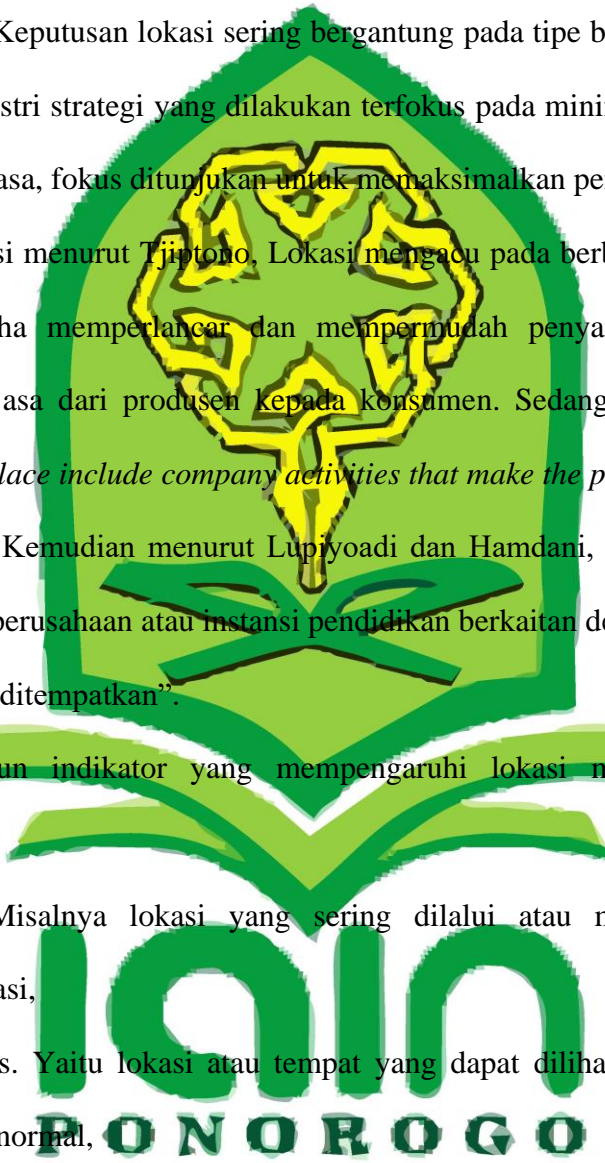 Keputusan lokasi sering bergantung pada tipe b
stri strategi yang dilakukan terfokus pada mini
asa, fokus ditunjukan untuk memaksimalkan pe
si menurut Tjiptono, Lokasi mengacu pada berb
ha memperlancar dan mempermudah penya
asa dari produsen kepada konsumen. Sedang
lace include company activities that make the p
Kemudian menurut Lupiyoadi dan Hamdani,
perusahaan atau instansi pendidikan berkaitan de
ditempatkan”.
un indikator yang mempengaruhi lokasi m
Misalnya lokasi yang sering dilalui atau m
asi,
s. Yaitu lokasi atau tempat yang dapat diliha
normal,
iain
PONOROGO